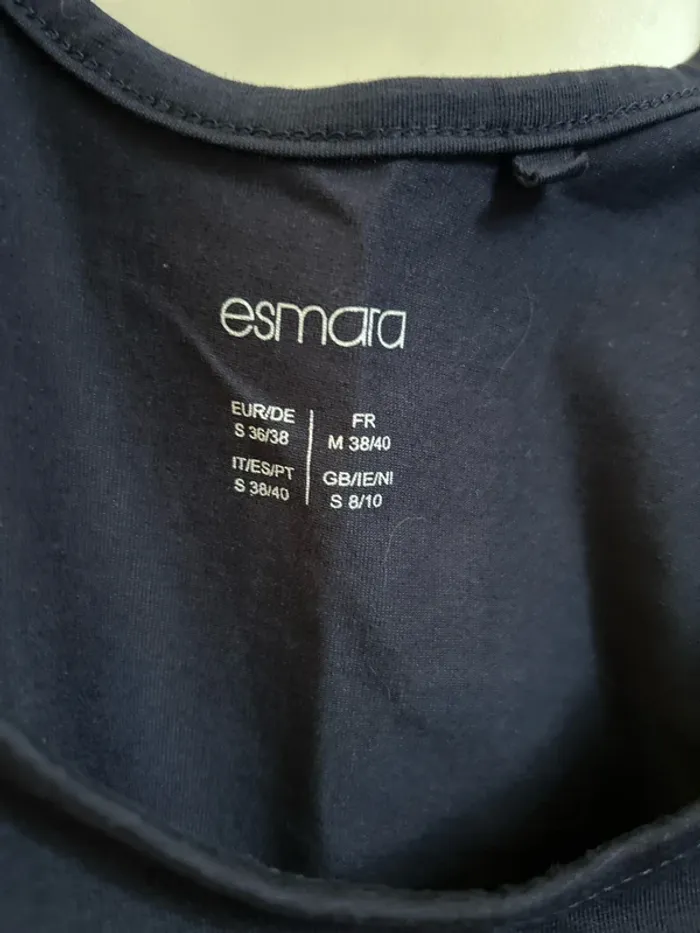 esmara
EUR/DE
S 36/38
FR
M 38/40
IT/ES/PT
S 38/40
GB/IE/NI
S 8/10